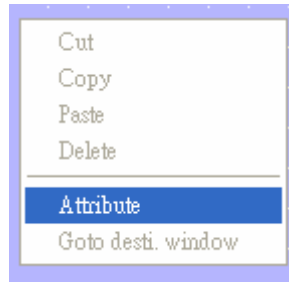 Cut
Copy
Paste
Delete
Attribute
Goto desti. window